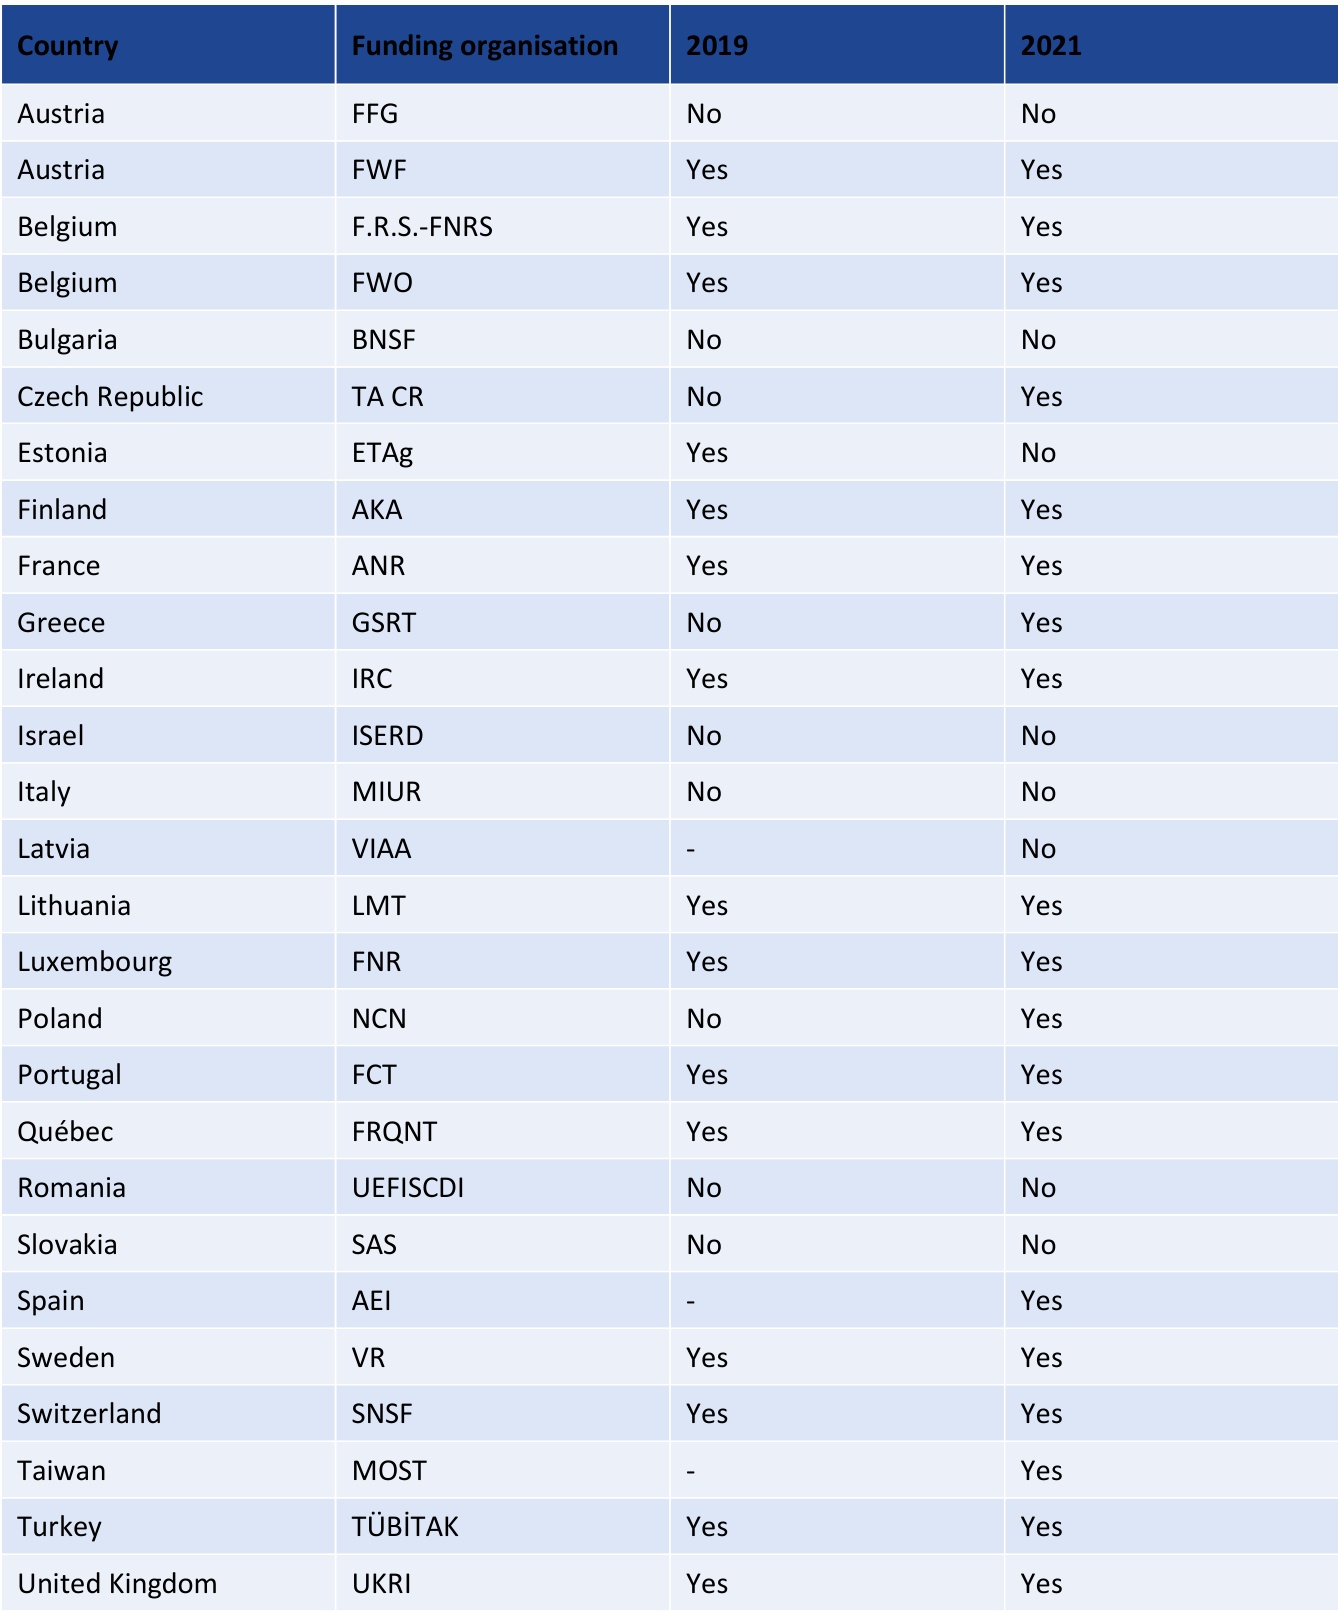 Country Funding organisation 2019 2021
Austria FFG No No
Austria FWF Yes Yes
Belgium F.R.S.-FNRS Yes Yes
Belgium FWO Yes Yes
Bulgaria BNSF No No
Czech Republic TA CR No Yes
Estonia ETAg Yes No
Finland AKA Yes Yes
France ANR Yes Yes
Greece GSRT No Yes
Ireland IRC Yes Yes
Israel ISERD No No
Italy MIUR No No
Latvia VIAA - No
Lithuania LMT Yes Yes
Luxembourg FNR Yes Yes
Poland NCN No Yes
Portugal FCT Yes Yes
Québec FRQNT Yes Yes
Romania UEFISCDI No No
Slovakia SAS No No
Spain AEI - Yes
Sweden VR Yes Yes
Switzerland SNSF Yes Yes
Taiwan MOST - Yes
Turkey TÜBİTAK Yes Yes
United Kingdom UKRI Yes Yes